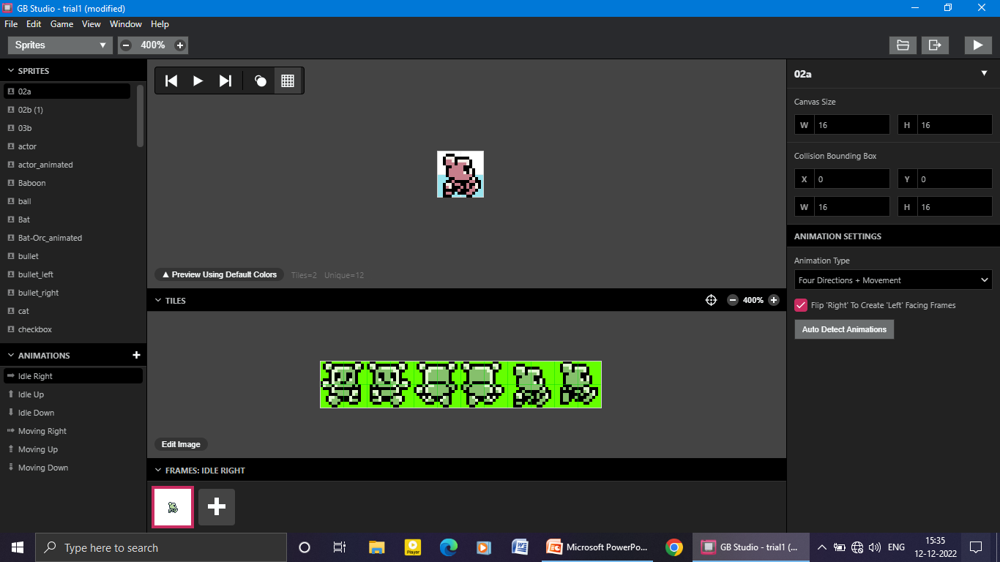 GB Studio - trial1 (modified)
File Edit Game View Window Help
Sprites
400%
SPRITES
02a
02b (1)
03b
actor
actor_animated
Baboon
ball
Bat
Bat-Orc_animated
bullet
bullet_left
bullet_right
cat
checkbox
ANIMATIONS
Idle Right
Idle Up
Idle Down
Moving Right
Moving Up
Moving Down
Preview Using Default Colors Tiles=2 Unique=12
TILES
400%
Edit Image
FRAMES: IDLE RIGHT
02a
Canvas Size
W 16 H 16
Collision Bounding Box
X 0 Y 0
W 16 H 16
ANIMATION SETTINGS
Animation Type
Four Directions + Movement
Flip 'Right' To Create 'Left' Facing Frames
Auto Detect Animations
Type here to search
Player
Microsoft PowerPo...
GB Studio - trial1 (...
ENG
15:35
12-12-2022